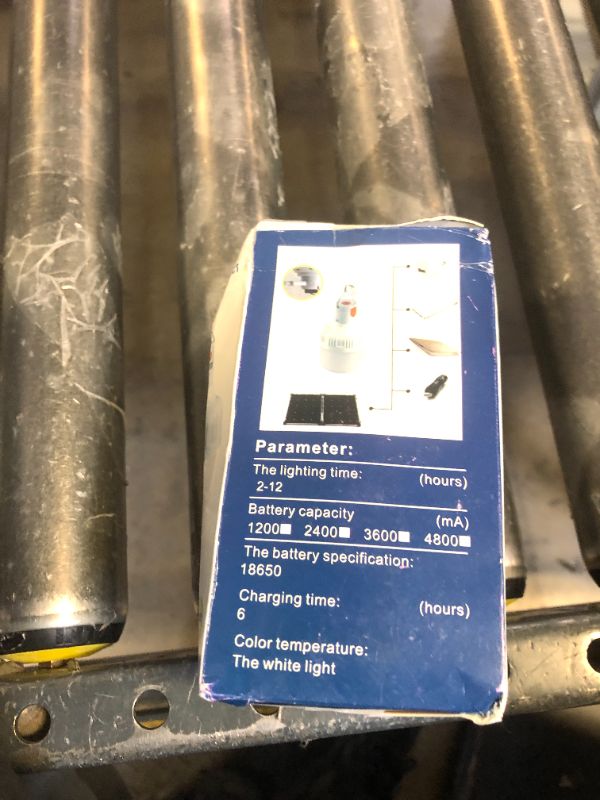 Parameter:
The lighting time: (hours)
2-12
Battery capacity (mA)
1200 2400 3600 4800
The battery specification:
18650
Charging time: (hours)
6
Color temperature:
The white light